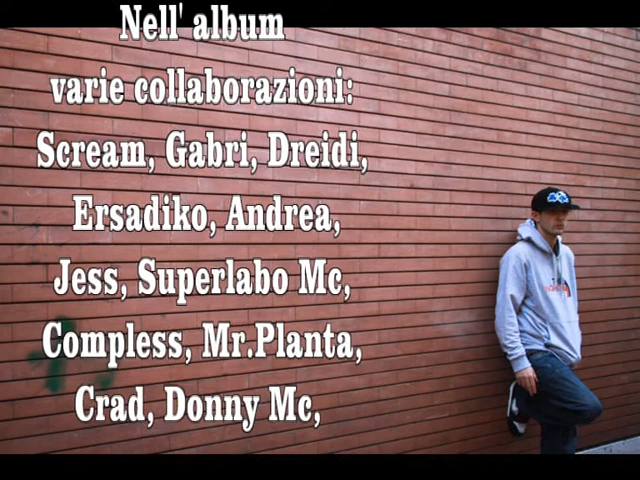 Nell' album
varie collaborazioni:
Scream, Gabri, Dreidi,
Ersadiko, Andrea,
Jess, Superlabo Mc,
Compless, Mr.Planta,
Crad, Donny Mc,